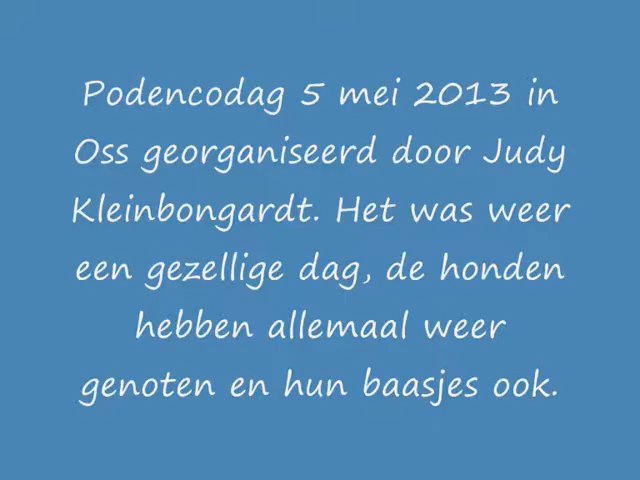 Podencodag 5 mei 2013 in
Oss georganiseerd door Judy
Kleinbongardt. Het was weer
een gezellige dag, de honden
hebben allemaal weer
genoten en hun baasjes ook.